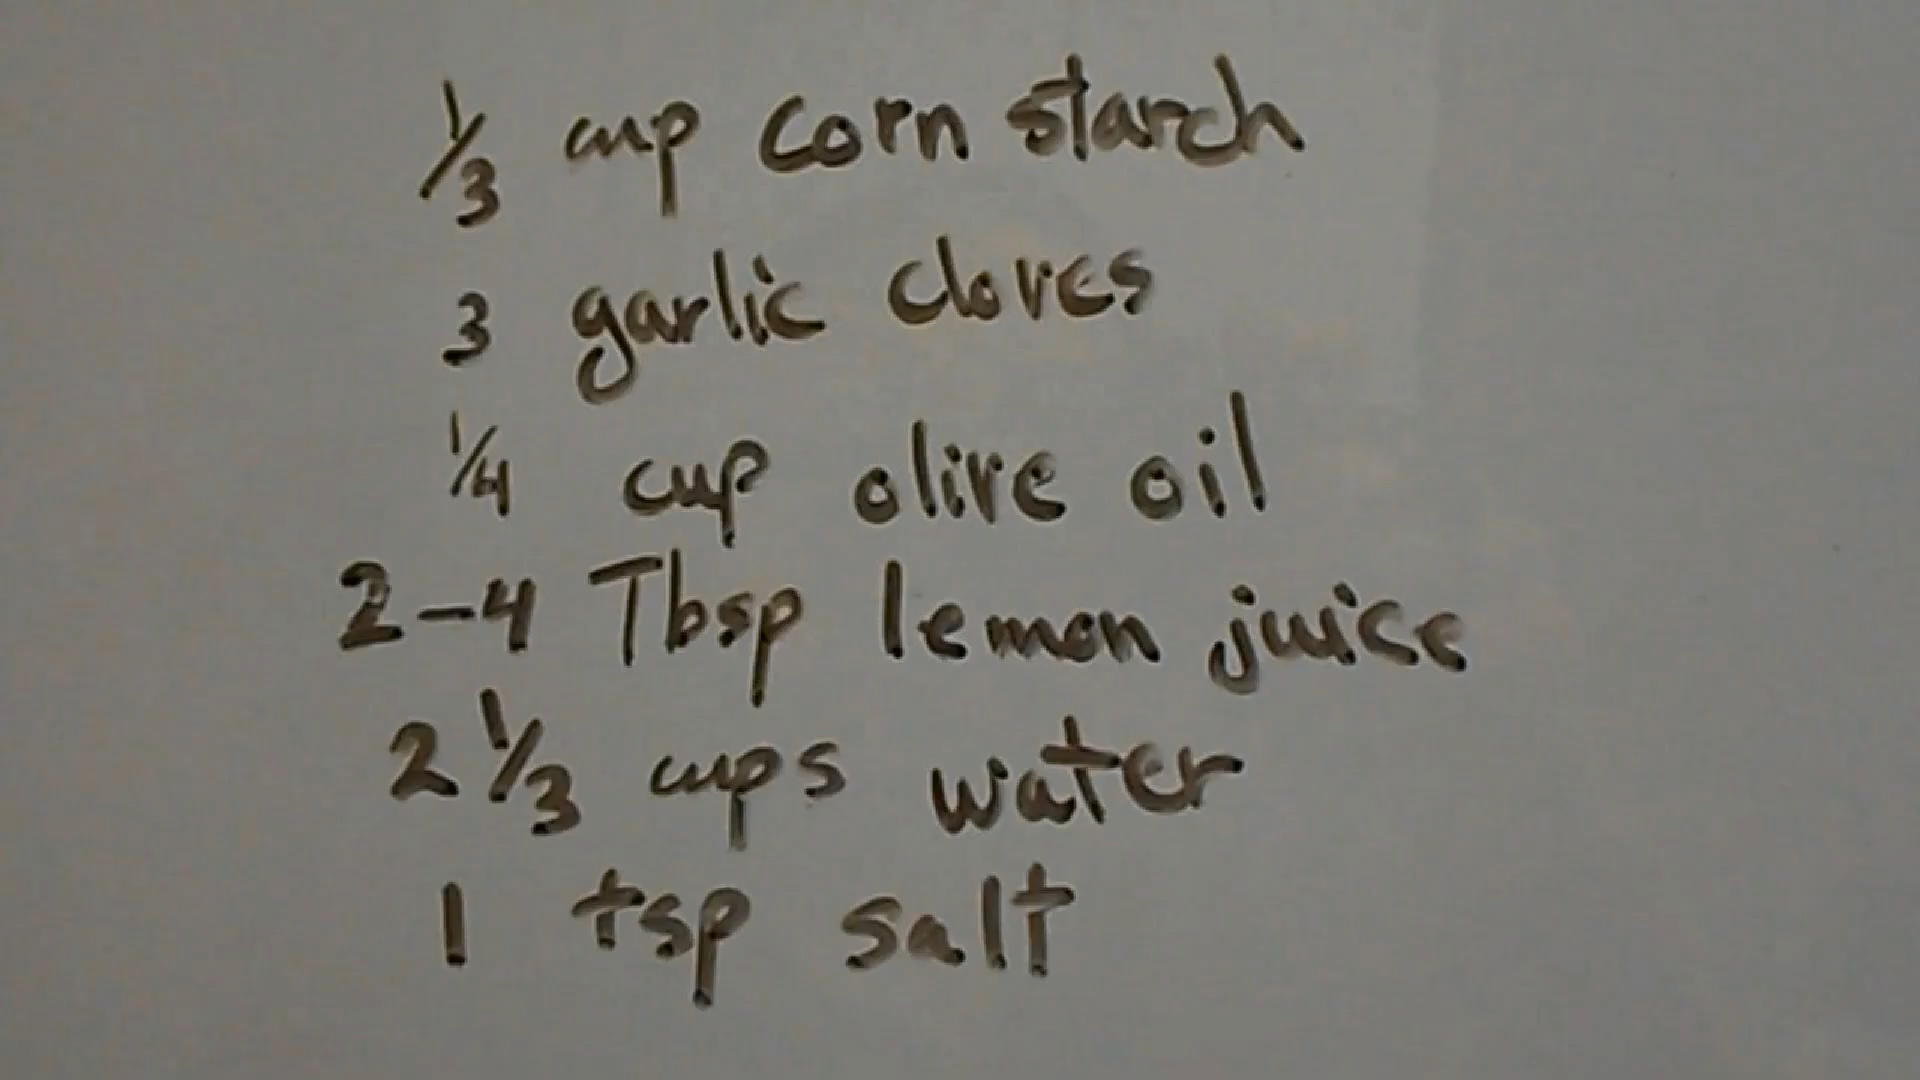 1/3 cup corn starch
3 garlic cloves
1/4 cup olive oil
2-4 Tbsp lemon juice
2 1/3 cups water
1 tsp salt